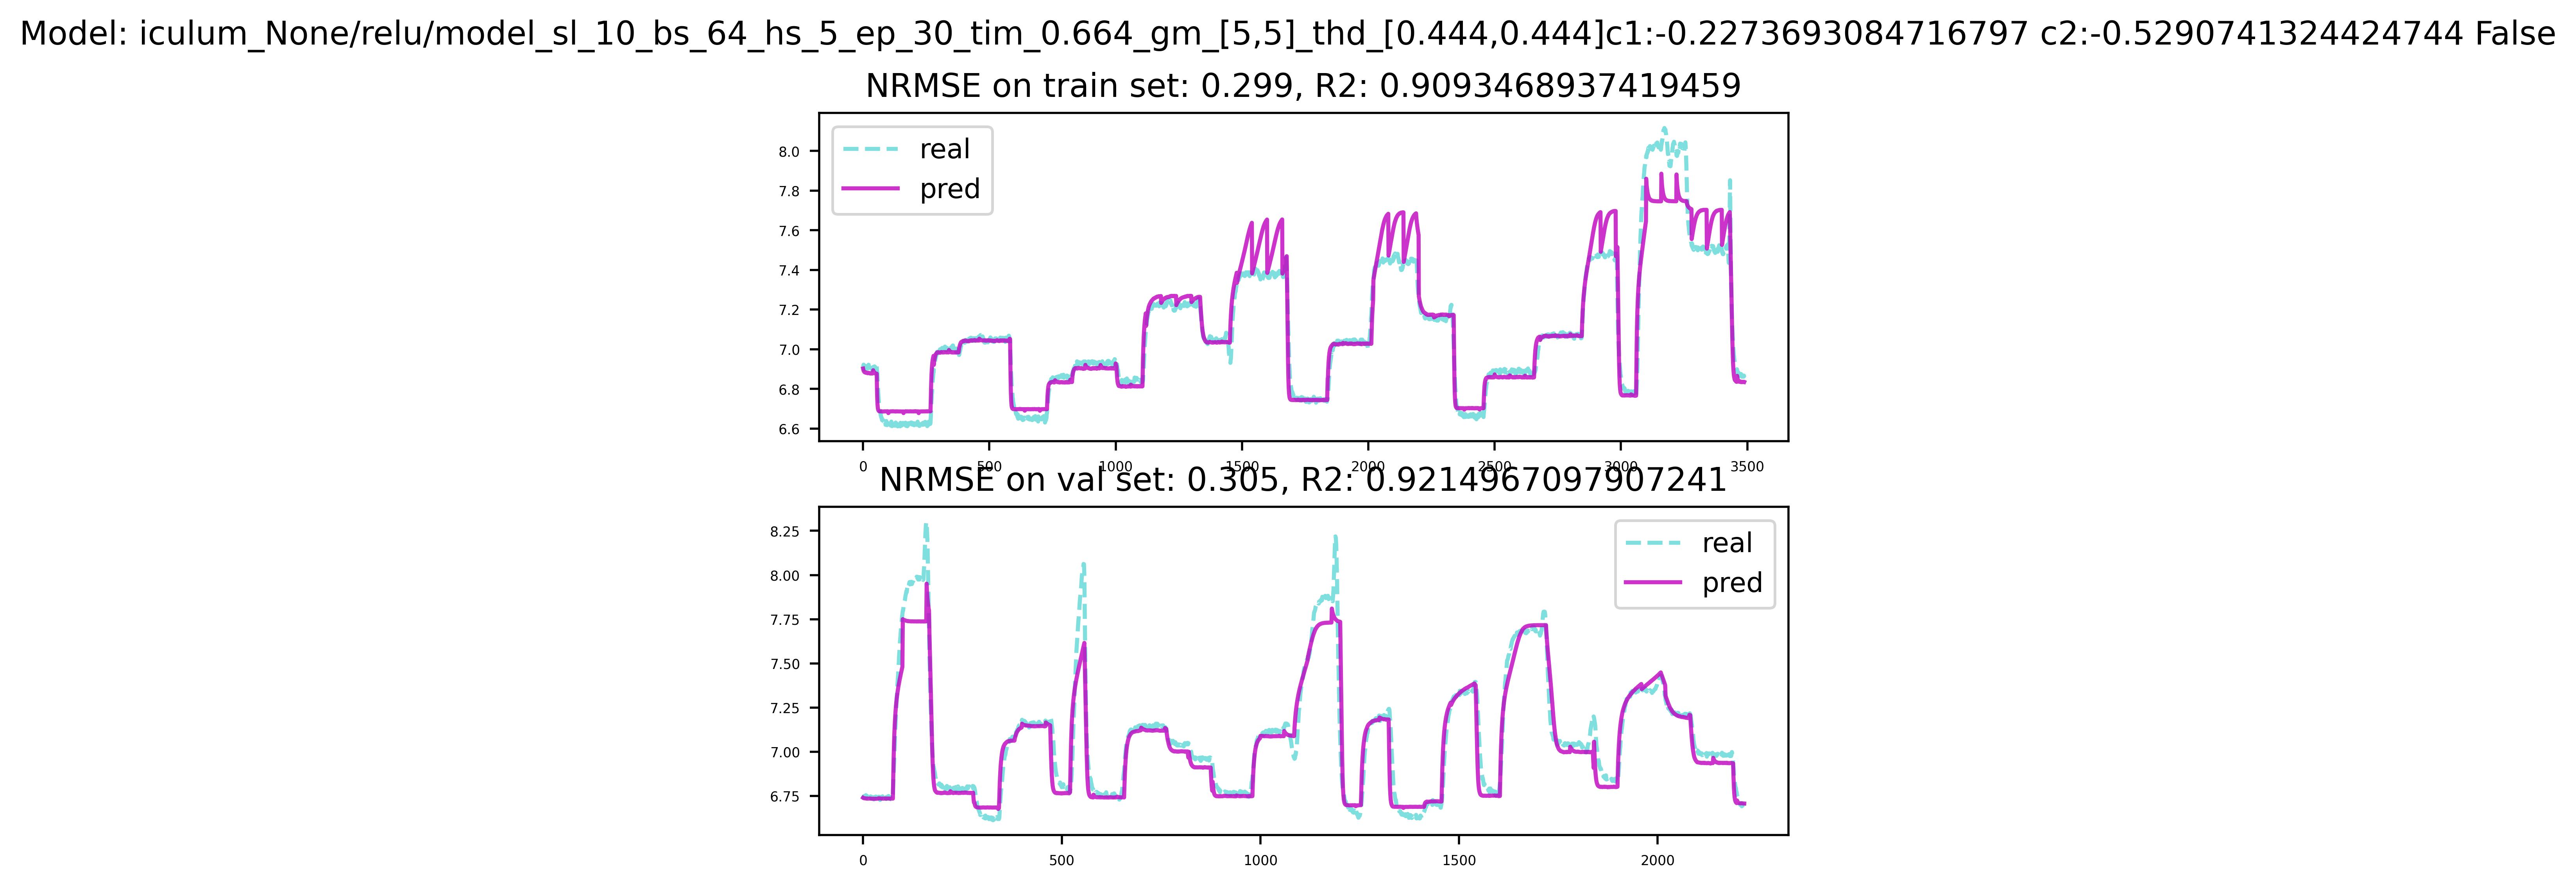 Model: iculum_None/relu/model_sl_10_bs_64_hs_5_ep_30_tim_0.664_gm_[5,5]_thd_[0.444,0.444]c1:-0.2273693084716797 c2:-0.5290741324424744 False
NRMSE on train set: 0.299, R2: 0.9093468937419459
real
pred
8.0
7.8
7.6
7.4
7.2
7.0
6.8
6.6
0 500 1000 1500 2000 2500 3000 3500
NRMSE on val set: 0.305, R2: 0.9214967097907241
real
pred
8.25
8.00
7.75
7.50
7.25
7.00
6.75
0 500 1000 1500 2000